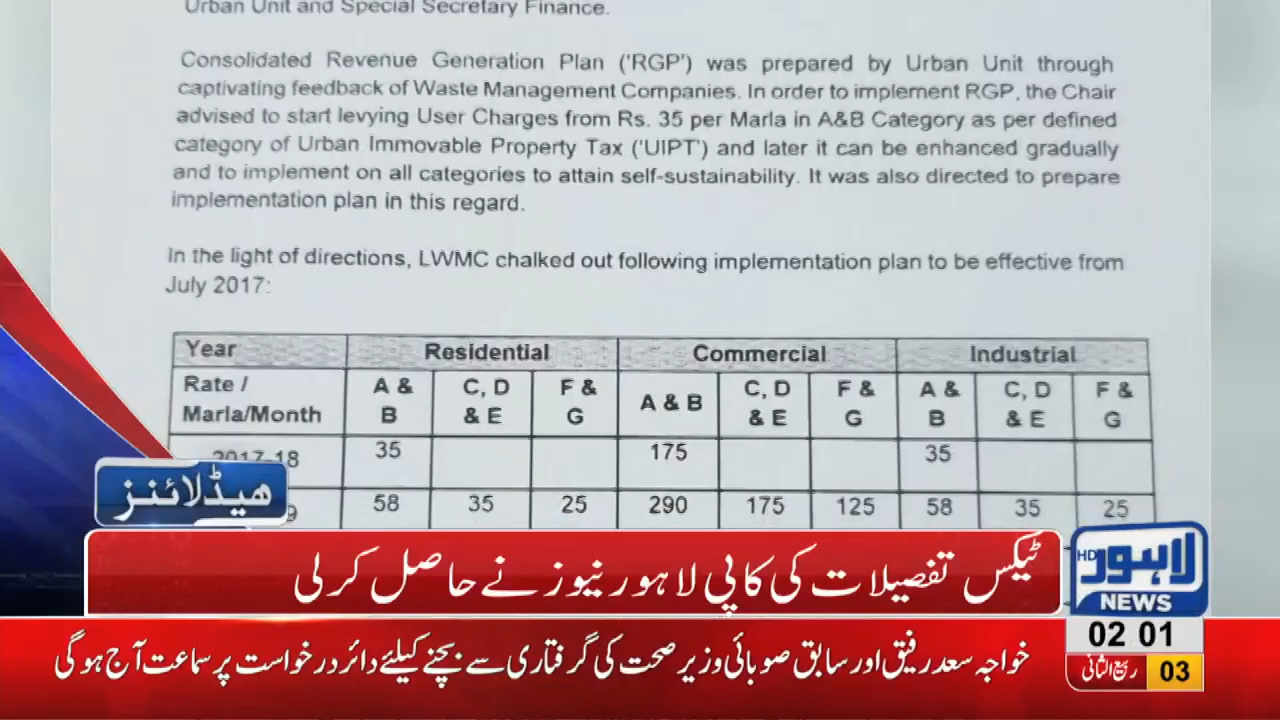 Urban Unit and Special Secretary Finance.
Consolidated Revenue Generation Plan ('RGP') was prepared by Urban Unit through
captivating feedback of Waste Management Companies. In order to implement RGP, the Chair
advised to start levying User Charges from Rs. 35 per Marla in A&B Category as per defined
category of Urban Immovable Property Tax ('UIPT') and later it can be enhanced gradually
and to implement on all categories to attain self-sustainability. It was also directed to prepare
implementation plan in this regard.
In the light of directions, LWMC chalked out following implementation plan to be effective from
July 2017:
Year Residential Commercial Industrial
Rate / Marla/Month A & B C, D & E F & G A & B C, D & E F & G A & B C, D & E F & G
2017-18 35 175 35
9 58 35 25 290 175 125 58 35 25
ہیڈلائنز
ٹیکس تفصیلات کی کاپی لاہور نیوز نے حاصل کرلی
HD
لاہور
NEWS
02 01
خواجہ سعد رفیق اور سابق صوبائی وزیر صحت کی گرفتاری سے بچنے کیلئے دائر درخواست پر سماعت آج ہوگی
ربیع الثانی 03